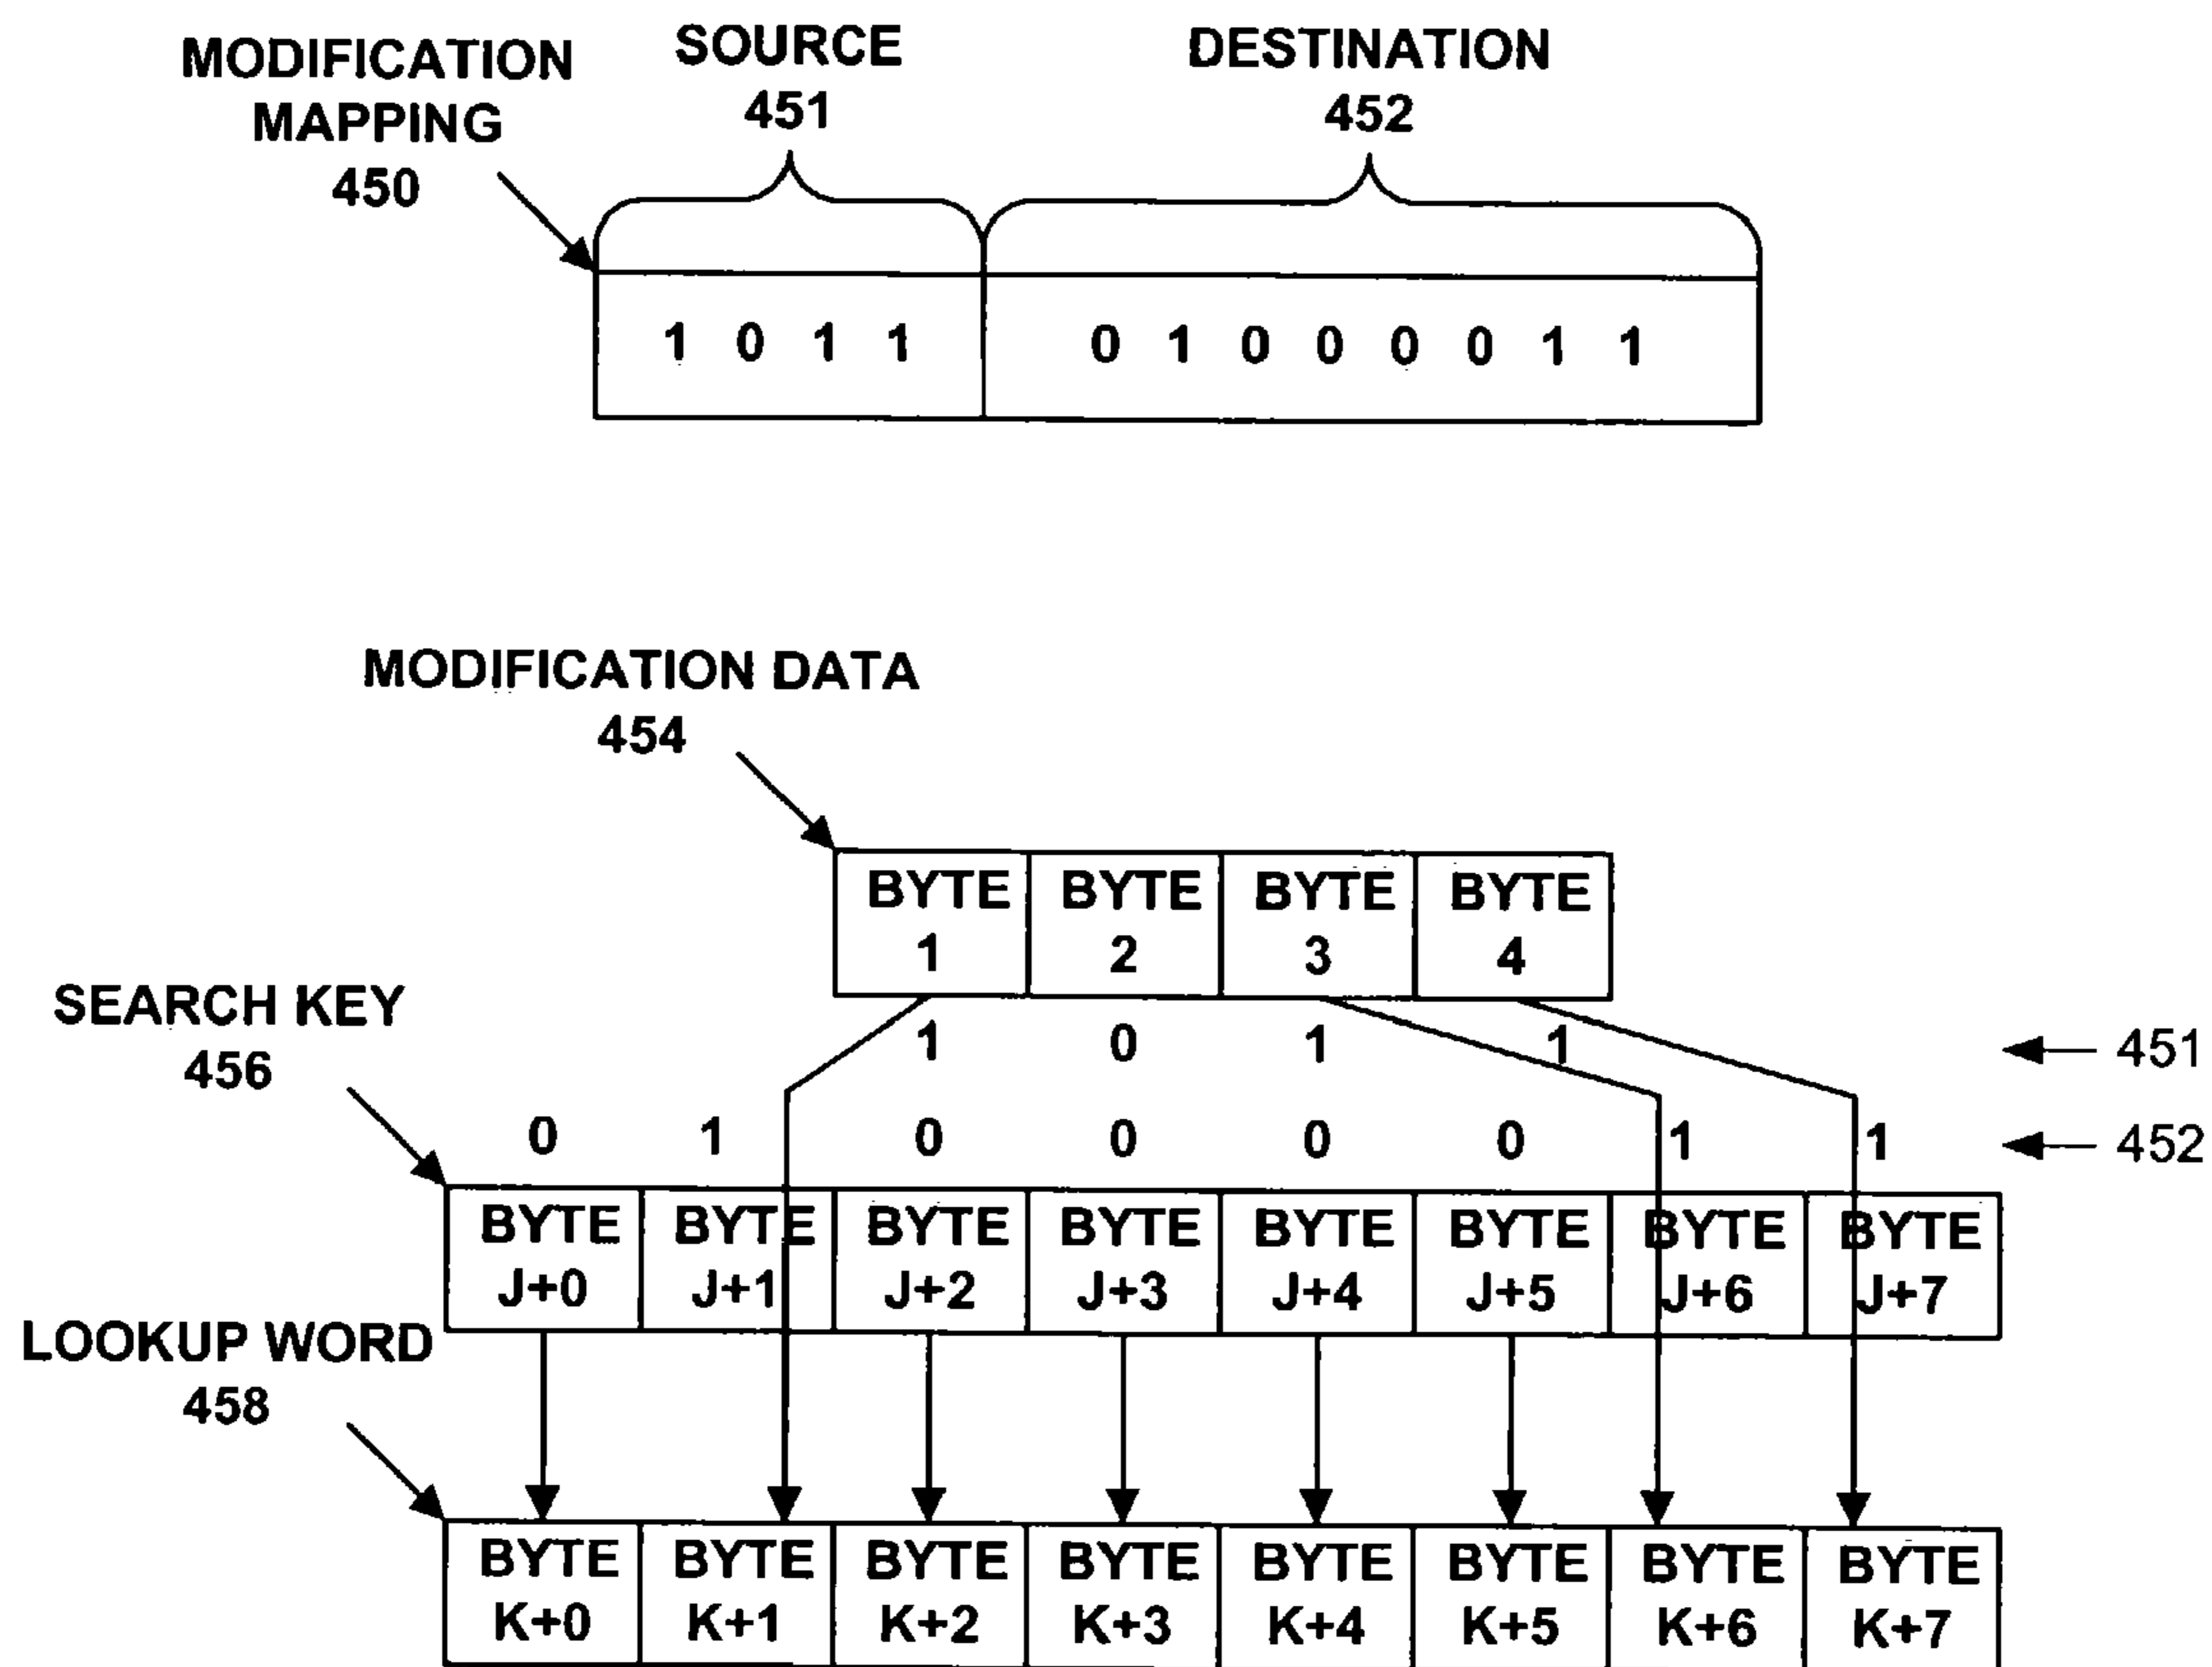 MODIFICATION
MAPPING
450
SOURCE
451
DESTINATION
452
1 0 1 1 0 1 0 0 0 0 1 1
MODIFICATION DATA
454
BYTE 1 BYTE 2 BYTE 3 BYTE 4
1 0 1 1 451
SEARCH KEY
456
0 1 0 0 0 0 1 1 452
BYTE J+0 BYTE J+1 BYTE J+2 BYTE J+3 BYTE J+4 BYTE J+5 BYTE J+6 BYTE J+7
LOOKUP WORD
458
BYTE K+0 BYTE K+1 BYTE K+2 BYTE K+3 BYTE K+4 BYTE K+5 BYTE K+6 BYTE K+7